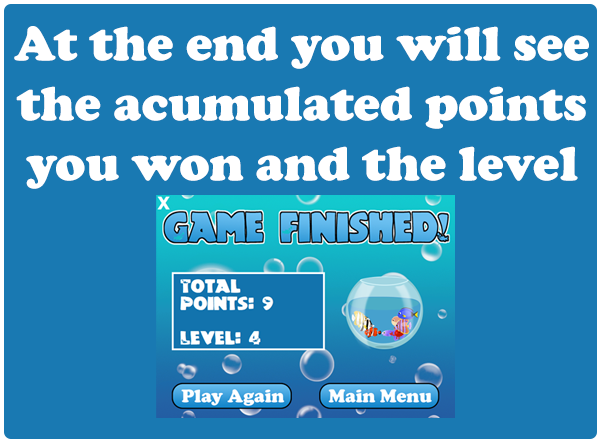 At the end you will see
the acumulated points
you won and the level
X
GAME FINISHED!
TOTAL
POINTS: 9
LEVEL: 4
Play Again
Main Menu